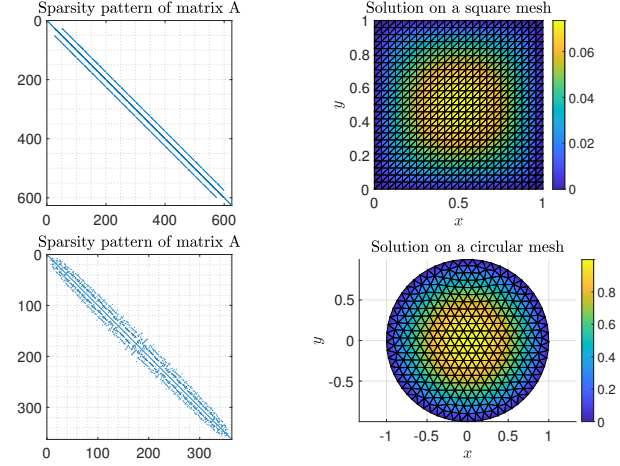 Sparsity pattern of matrix A
0
200
400
600
0 200 400 600
Solution on a square mesh
1
0.8
0.6
0.4
0.2
0
y
0 0.5 1
x
0.06
0.04
0.02
0
Sparsity pattern of matrix A
0
100
200
300
0 100 200 300
Solution on a circular mesh
0.5
0
-0.5
y
-1 -0.5 0 0.5 1
x
0.8
0.6
0.4
0.2
0